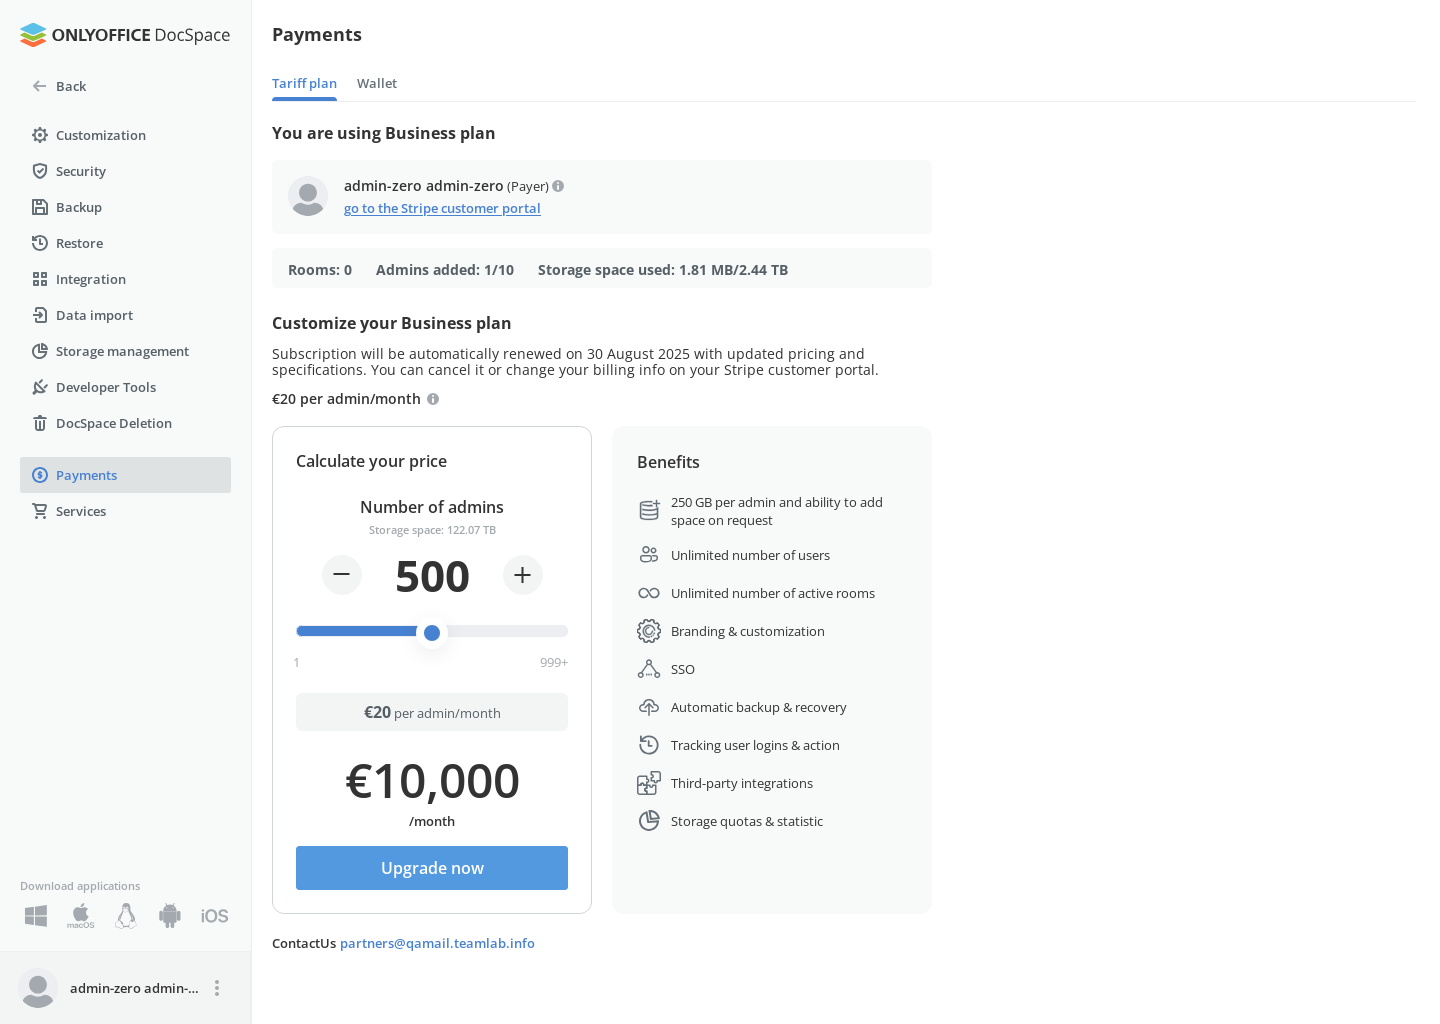 ONLYOFFICE DocSpace
Back
Customization
Security
Backup
Restore
Integration
Data import
Storage management
Developer Tools
DocSpace Deletion
Payments
Services
Download applications
macOS
iOS
admin-zero admin-...
Payments
Tariff plan
Wallet
You are using Business plan
admin-zero admin-zero (Payer)
go to the Stripe customer portal
Rooms: 0 Admins added: 1/10 Storage space used: 1.81 MB/2.44 TB
Customize your Business plan
Subscription will be automatically renewed on 30 August 2025 with updated pricing and
specifications. You can cancel it or change your billing info on your Stripe customer portal.
€20 per admin/month
Calculate your price
Number of admins
Storage space: 122.07 TB
500
1
999+
€20 per admin/month
€10,000
/month
Upgrade now
Benefits
250 GB per admin and ability to add
space on request
Unlimited number of users
Unlimited number of active rooms
Branding & customization
SSO
Automatic backup & recovery
Tracking user logins & action
Third-party integrations
Storage quotas & statistic
ContactUs partners@qamail.teamlab.info